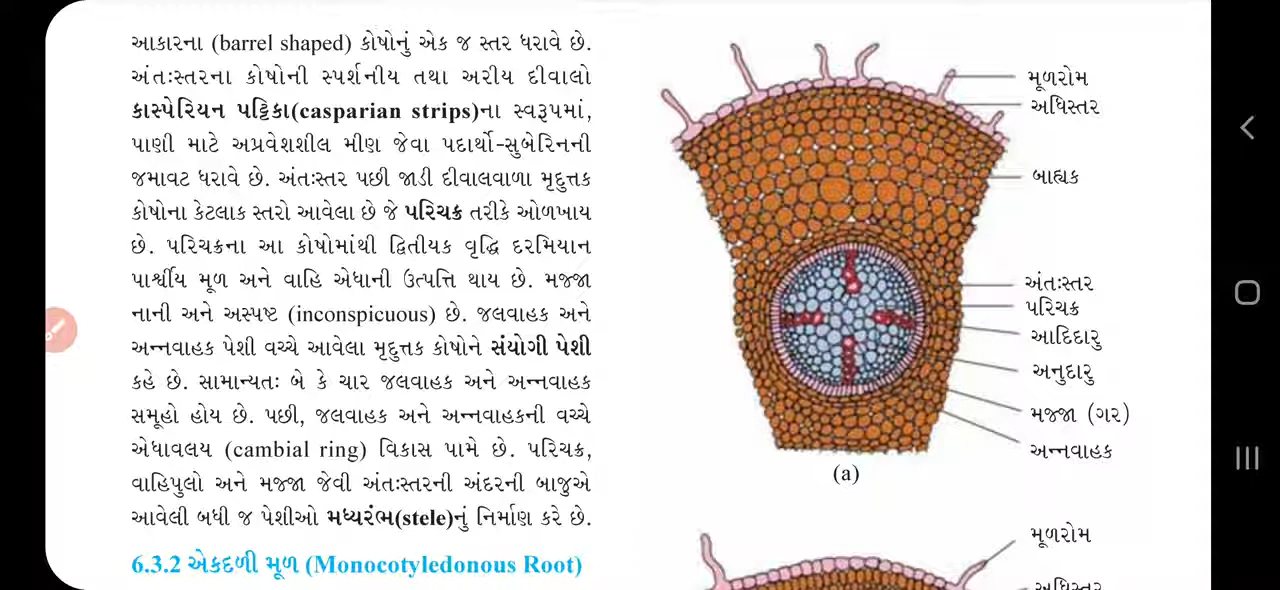 આકારના (barrel shaped) કોષોનું એક જ સ્તર ધરાવે છે.
અંતઃસ્તરના કોષોની સ્પર્શનીય તથા અરીય દીવાલો
કાસ્પેરિયન પટ્ટિકા(casparian strips)ના સ્વરૂપમાં,
પાણી માટે અપ્રવેશશીલ મીણ જેવા પદાર્થો-સુબેરિનની
જમાવટ ધરાવે છે. અંતઃસ્તર પછી જાડી દીવાલવાળા મૃદુત્તક
કોષોના કેટલાક સ્તરો આવેલા છે જે પરિચક્ર તરીકે ઓળખાય
છે. પરિચક્રના આ કોષોમાંથી દ્વિતીયક વૃદ્ધિ દરમિયાન
પાર્શ્વીય મૂળ અને વાહિ એધાની ઉત્પત્તિ થાય છે. મજ્જા
નાની અને અસ્પષ્ટ (inconspicuous) છે. જલવાહક અને
અન્નવાહક પેશી વચ્ચે આવેલા મૃદુત્તક કોષોને સંયોગી પેશી
કહે છે. સામાન્યતઃ બે કે ચાર જલવાહક અને અન્નવાહક
સમૂહો હોય છે. પછી, જલવાહક અને અન્નવાહકની વચ્ચે
એધાવલય (cambial ring) વિકાસ પામે છે. પરિચક્ર,
વાહિપુલો અને મજ્જા જેવી અંતઃસ્તરની અંદરની બાજુએ
આવેલી બધી જ પેશીઓ મધ્યરંભ(stele)નું નિર્માણ કરે છે.
6.3.2 એકદળી મૂળ (Monocotyledonous Root)
મૂળરોમ
અધિસ્તર
બાહ્યક
અંતઃસ્તર
પરિચક્ર
આદિદારુ
અનુદારુ
મજ્જા (ગર)
અન્નવાહક
(a)
મૂળરોમ
અધિસ્તર